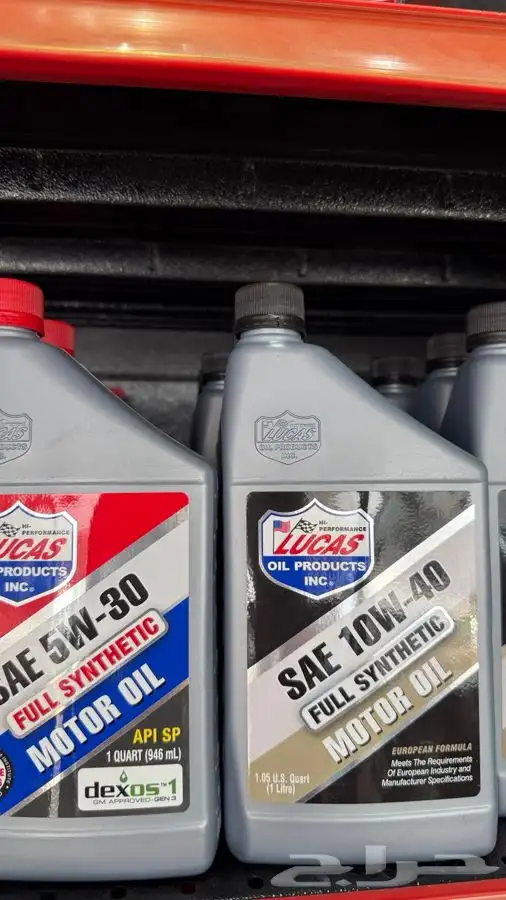 LUCAS
OIL PRODUCTS
INC.
HI-
PERFORMANCE
LUCAS
OIL PRODUCTS
INC.
SAE 5W-30
FULL SYNTHETIC
MOTOR OIL
API SP
1 QUART (946 mL)
dexos™1
GM APPROVED-GEN 3
LUCAS
OIL PRODUCTS
INC.
HI-
PERFORMANCE
LUCAS
OIL PRODUCTS
INC.
SAE 10W-40
FULL SYNTHETIC
MOTOR OIL
EUROPEAN FORMULA
Meets The Requirements
Of European Industry and
Manufacturer Specifications
1.05 U.S. Quart
(1 Litre)
حراج